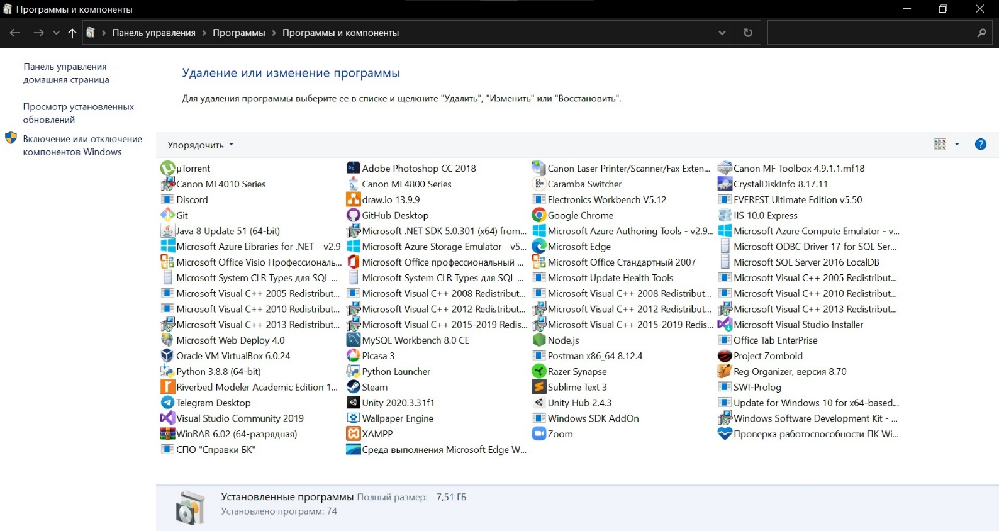 Программы и компоненты
Панель управления > Программы > Программы и компоненты
Панель управления —
домашняя страница
Просмотр установленных
обновлений
Включение или отключение
компонентов Windows
Удаление или изменение программы
Для удаления программы выберите ее в списке и щелкните "Удалить", "Изменить" или "Восстановить".
Упорядочить
µTorrent Adobe Photoshop CC 2018 Canon Laser Printer/Scanner/Fax Exten... Canon MF Toolbox 4.9.1.1.mf18
Canon MF4010 Series Canon MF4800 Series Caramba Switcher CrystalDiskInfo 8.17.11
Discord draw.io 13.9.9 Electronics Workbench V5.12 EVEREST Ultimate Edition v5.50
Git GitHub Desktop Google Chrome IIS 10.0 Express
Java 8 Update 51 (64-bit) Microsoft .NET SDK 5.0.301 (x64) from... Microsoft Azure Authoring Tools - v2.9... Microsoft Azure Compute Emulator - v...
Microsoft Azure Libraries for .NET – v2.9 Microsoft Azure Storage Emulator - v5... Microsoft Edge Microsoft ODBC Driver 17 for SQL Ser...
Microsoft Office Visio Профессиональ... Microsoft Office профессиональный ... Microsoft Office Стандартный 2007 Microsoft SQL Server 2016 LocalDB
Microsoft System CLR Types для SQL ... Microsoft System CLR Types для SQL ... Microsoft Update Health Tools Microsoft Visual C++ 2005 Redistribut...
Microsoft Visual C++ 2005 Redistribut... Microsoft Visual C++ 2008 Redistribut... Microsoft Visual C++ 2008 Redistribut... Microsoft Visual C++ 2010 Redistribut...
Microsoft Visual C++ 2010 Redistribut... Microsoft Visual C++ 2012 Redistribut... Microsoft Visual C++ 2012 Redistribut... Microsoft Visual C++ 2013 Redistribut...
Microsoft Visual C++ 2013 Redistribut... Microsoft Visual C++ 2015-2019 Redis... Microsoft Visual C++ 2015-2019 Redis... Microsoft Visual Studio Installer
Microsoft Web Deploy 4.0 MySQL Workbench 8.0 CE Node.js Office Tab EnterPrise
Oracle VM VirtualBox 6.0.24 Picasa 3 Postman x86_64 8.12.4 Project Zomboid
Python 3.8.8 (64-bit) Python Launcher Razer Synapse Reg Organizer, версия 8.70
Riverbed Modeler Academic Edition 1... Steam Sublime Text 3 SWI-Prolog
Telegram Desktop Unity 2020.3.31f1 Unity Hub 2.4.3 Update for Windows 10 for x64-based...
Visual Studio Community 2019 Wallpaper Engine Windows SDK AddOn Windows Software Development Kit - ...
WinRAR 6.02 (64-разрядная) XAMPP Zoom Проверка работоспособности ПК Wi...
СПО "Справки БК" Среда выполнения Microsoft Edge W...
Установленные программы Полный размер: 7,51 ГБ
Установлено программ: 74